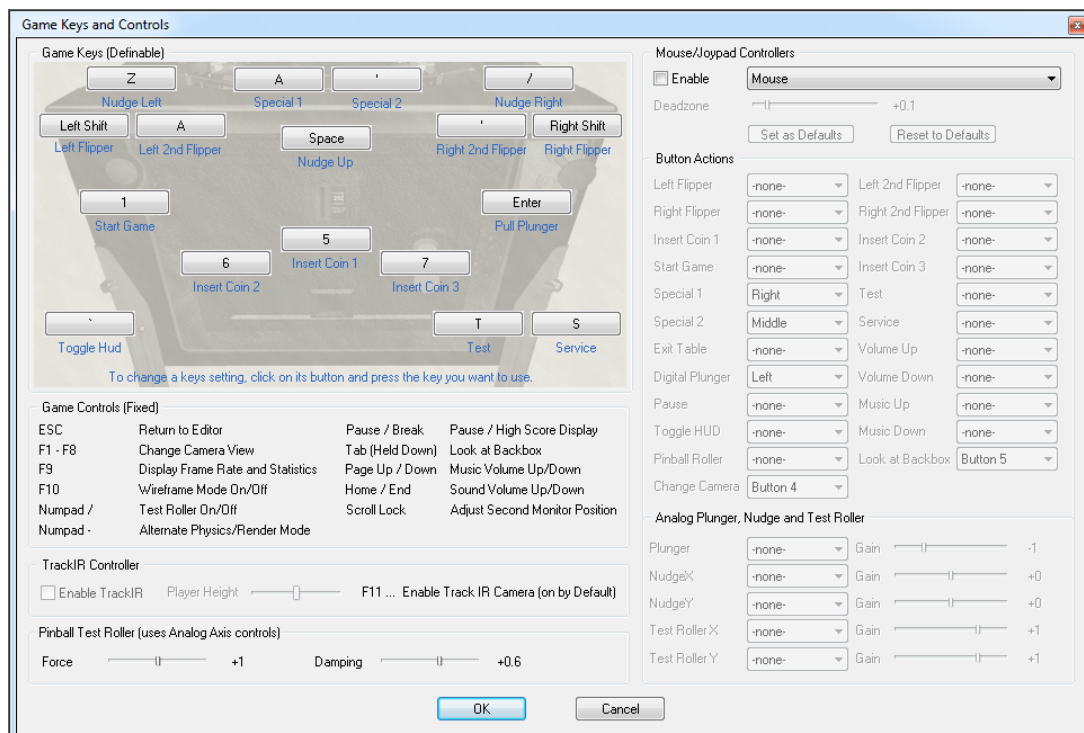 Game Keys and Controls
Game Keys (Definable)
Z
A
'
/
Nudge Left
Special 1
Special 2
Nudge Right
Left Shift
A
Space
'
Right Shift
Left Flipper
Left 2nd Flipper
Nudge Up
Right 2nd Flipper
Right Flipper
1
Enter
Start Game
Pull Plunger
5
Insert Coin 1
6
7
Insert Coin 2
Insert Coin 3
`
T
S
Toggle Hud
Test
Service
To change a keys setting, click on its button and press the key you want to use.
Game Controls (Fixed)
ESC Return to Editor Pause / Break Pause / High Score Display
F1 - F8 Change Camera View Tab (Held Down) Look at Backbox
F9 Display Frame Rate and Statistics Page Up / Down Music Volume Up/Down
F10 Wireframe Mode On/Off Home / End Sound Volume Up/Down
Numpad / Test Roller On/Off Scroll Lock Adjust Second Monitor Position
Numpad - Alternate Physics/Render Mode
TrackIR Controller
Enable TrackIR Player Height F11 ... Enable Track IR Camera (on by Default)
Pinball Test Roller (uses Analog Axis controls)
Force +1 Damping +0.6
Mouse/Joypad Controllers
Enable Mouse
Deadzone +0.1
Set as Defaults Reset to Defaults
Button Actions
Left Flipper -none- Left 2nd Flipper -none-
Right Flipper -none- Right 2nd Flipper -none-
Insert Coin 1 -none- Insert Coin 2 -none-
Start Game -none- Insert Coin 3 -none-
Special 1 Right Test -none-
Special 2 Middle Service -none-
Exit Table -none- Volume Up -none-
Digital Plunger Left Volume Down -none-
Pause -none- Music Up -none-
Toggle HUD -none- Music Down -none-
Pinball Roller -none- Look at Backbox Button 5
Change Camera Button 4
Analog Plunger, Nudge and Test Roller
Plunger -none- Gain -1
NudgeX -none- Gain +0
NudgeY -none- Gain +0
Test Roller X -none- Gain +1
Test Roller Y -none- Gain +1
OK Cancel